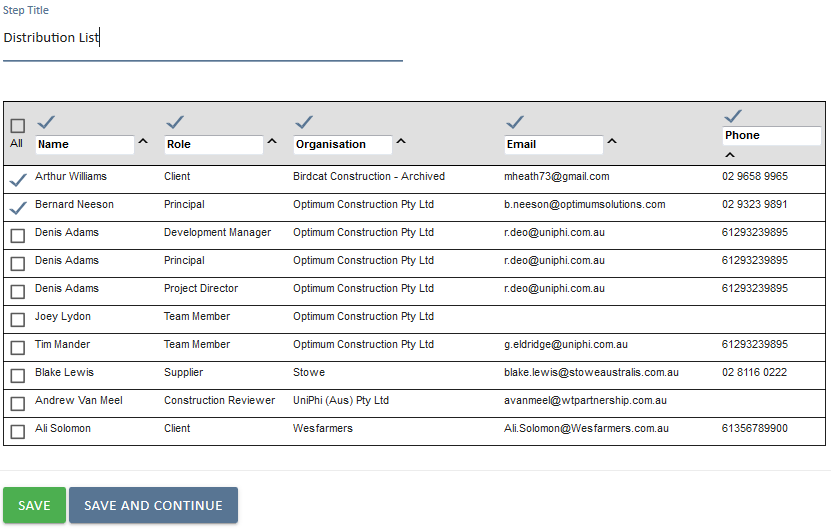 Step Title
Distribution List
All Name Role Organisation Email Phone
Arthur Williams Client Birdcat Construction - Archived mheath73@gmail.com 02 9658 9965
Bernard Neeson Principal Optimum Construction Pty Ltd b.neeson@optimumsolutions.com 02 9323 9891
Denis Adams Development Manager Optimum Construction Pty Ltd r.deo@uniphi.com.au 61293239895
Denis Adams Principal Optimum Construction Pty Ltd r.deo@uniphi.com.au 61293239895
Denis Adams Project Director Optimum Construction Pty Ltd r.deo@uniphi.com.au 61293239895
Joey Lydon Team Member Optimum Construction Pty Ltd
Tim Mander Team Member Optimum Construction Pty Ltd g.eldridge@uniphi.com.au 61293239895
Blake Lewis Supplier Stowe blake.lewis@stoweaustralis.com.au 02 8116 0222
Andrew Van Meel Construction Reviewer UniPhi (Aus) Pty Ltd avanmeel@wtpartnership.com.au
Ali Solomon Client Wesfarmers Ali.Solomon@Wesfarmers.com.au 61356789900
SAVE SAVE AND CONTINUE